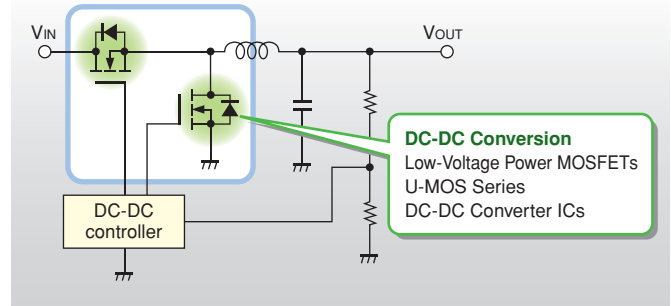 VIN
VOUT
DC-DC Conversion
Low-Voltage Power MOSFETs
U-MOS Series
DC-DC Converter ICs
DC-DC
controller